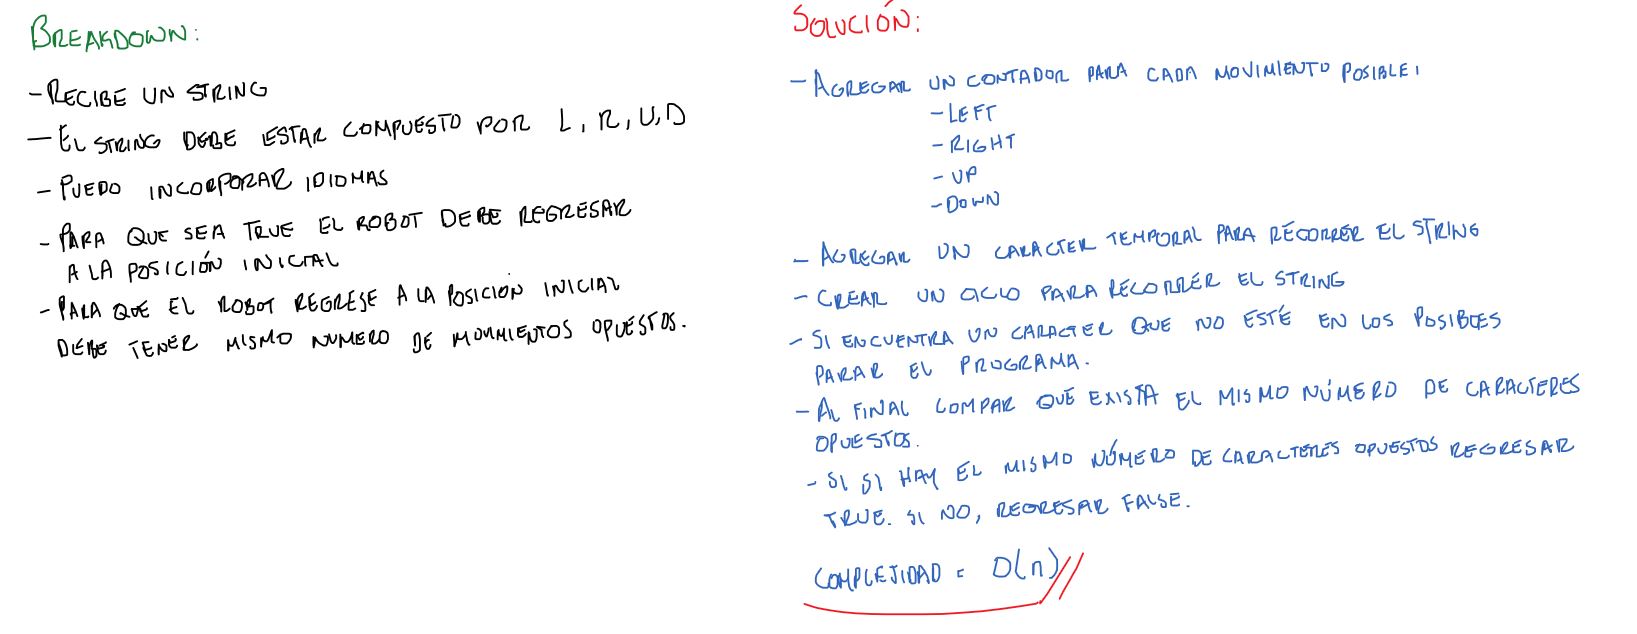 BREAKDOWN:
- RECIBE UN STRING
- EL STRING DEBE ESTAR COMPUESTO POR L, R, U, D
- PUEDO INCORPORAR IDIOMAS
- PARA QUE SEA TRUE EL ROBOT DEBE REGRESAR
A LA POSICIÓN INICIAL
- PARA QUE EL ROBOT REGRESE A LA POSICION INICIAL
DEBE TENER MISMO NUMERO DE MOVIMIENTOS OPUESTOS.
SOLUCIÓN:
- AGREGAR UN CONTADOR PARA CADA MOVIMIENTO POSIBLE:
- LEFT
- RIGHT
- UP
- DOWN
- AGREGAR UN CARACTER TEMPORAL PARA RECORRER EL STRING
- CREAR UN CICLO PARA RECORRER EL STRING
- SI ENCUENTRA UN CARACTER QUE NO ESTÉ EN LOS POSIBLES
PARAR EL PROGRAMA.
- AL FINAL COMPAR QUE EXISTA EL MISMO NÚMERO DE CARACTERES
OPUESTOS.
- SI SI HAY EL MISMO NÚMERO DE CARACTERES OPUESTOS REGRESAR
TRUE. SI NO, REGRESAR FALSE.
COMPLEJIDAD = O(n)//